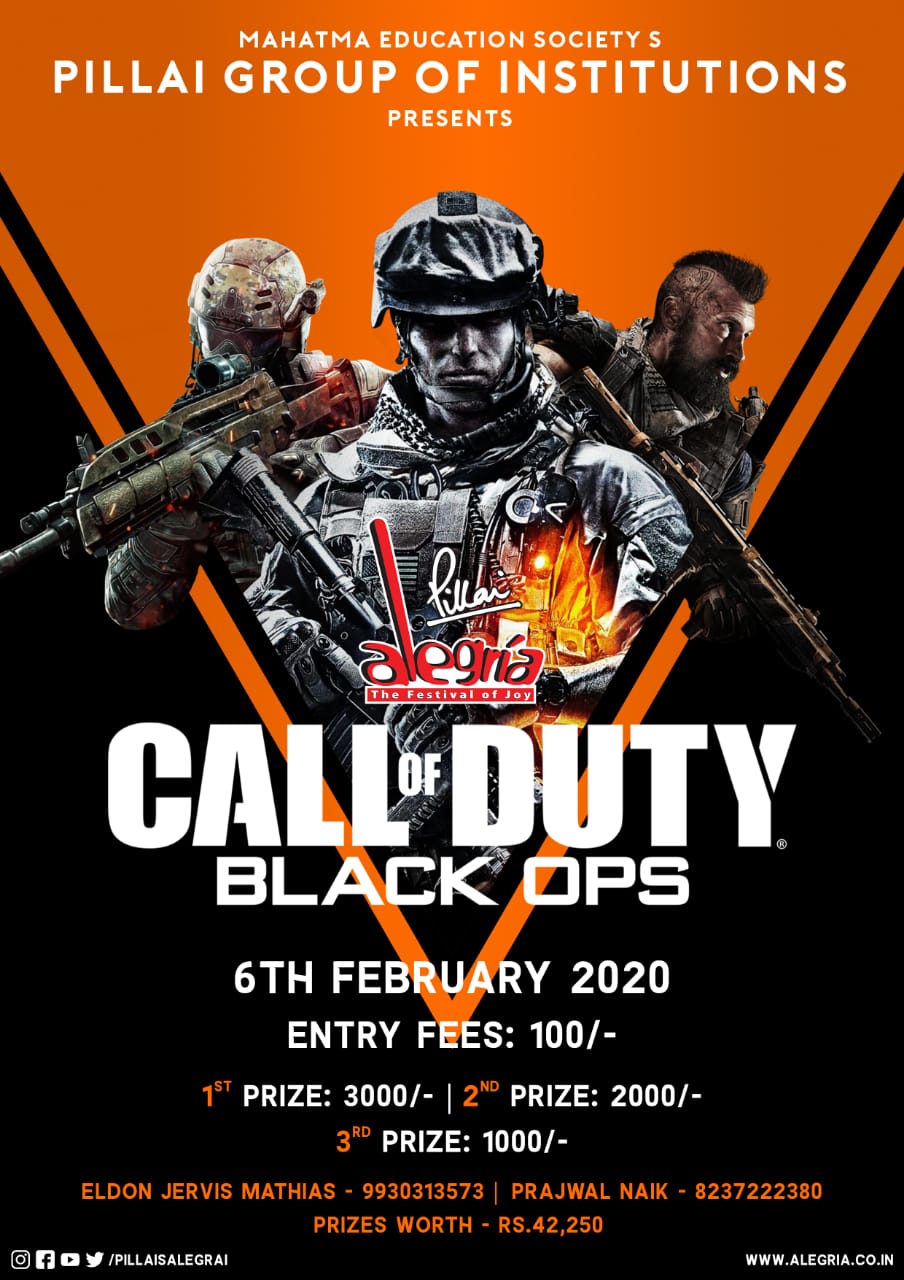 MAHATMA EDUCATION SOCIETY S
PILLAI GROUP OF INSTITUTIONS
PRESENTS
Pillai
alegría
The Festival of Joy
CALL OF DUTY®
BLACK OPS
6TH FEBRUARY 2020
ENTRY FEES: 100/-
1ST PRIZE: 3000/- | 2ND PRIZE: 2000/-
3RD PRIZE: 1000/-
ELDON JERVIS MATHIAS - 9930313573 | PRAJWAL NAIK - 8237222380
PRIZES WORTH - RS.42,250
/PILLAISALEGRAI
WWW.ALEGRIA.CO.IN